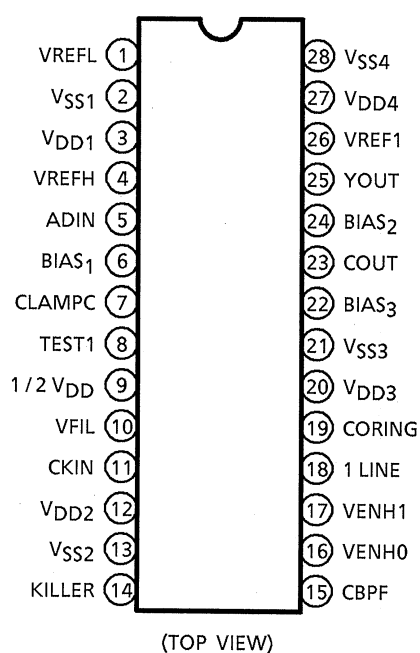 VREFL 1 28 VSS4
VSS1 2 27 VDD4
VDD1 3 26 VREF1
VREFH 4 25 YOUT
ADIN 5 24 BIAS2
BIAS1 6 23 COUT
CLAMPC 7 22 BIAS3
TEST1 8 21 VSS3
1/2 VDD 9 20 VDD3
VFIL 10 19 CORING
CKIN 11 18 1 LINE
VDD2 12 17 VENH1
VSS2 13 16 VENH0
KILLER 14 15 CBPF
(TOP VIEW)